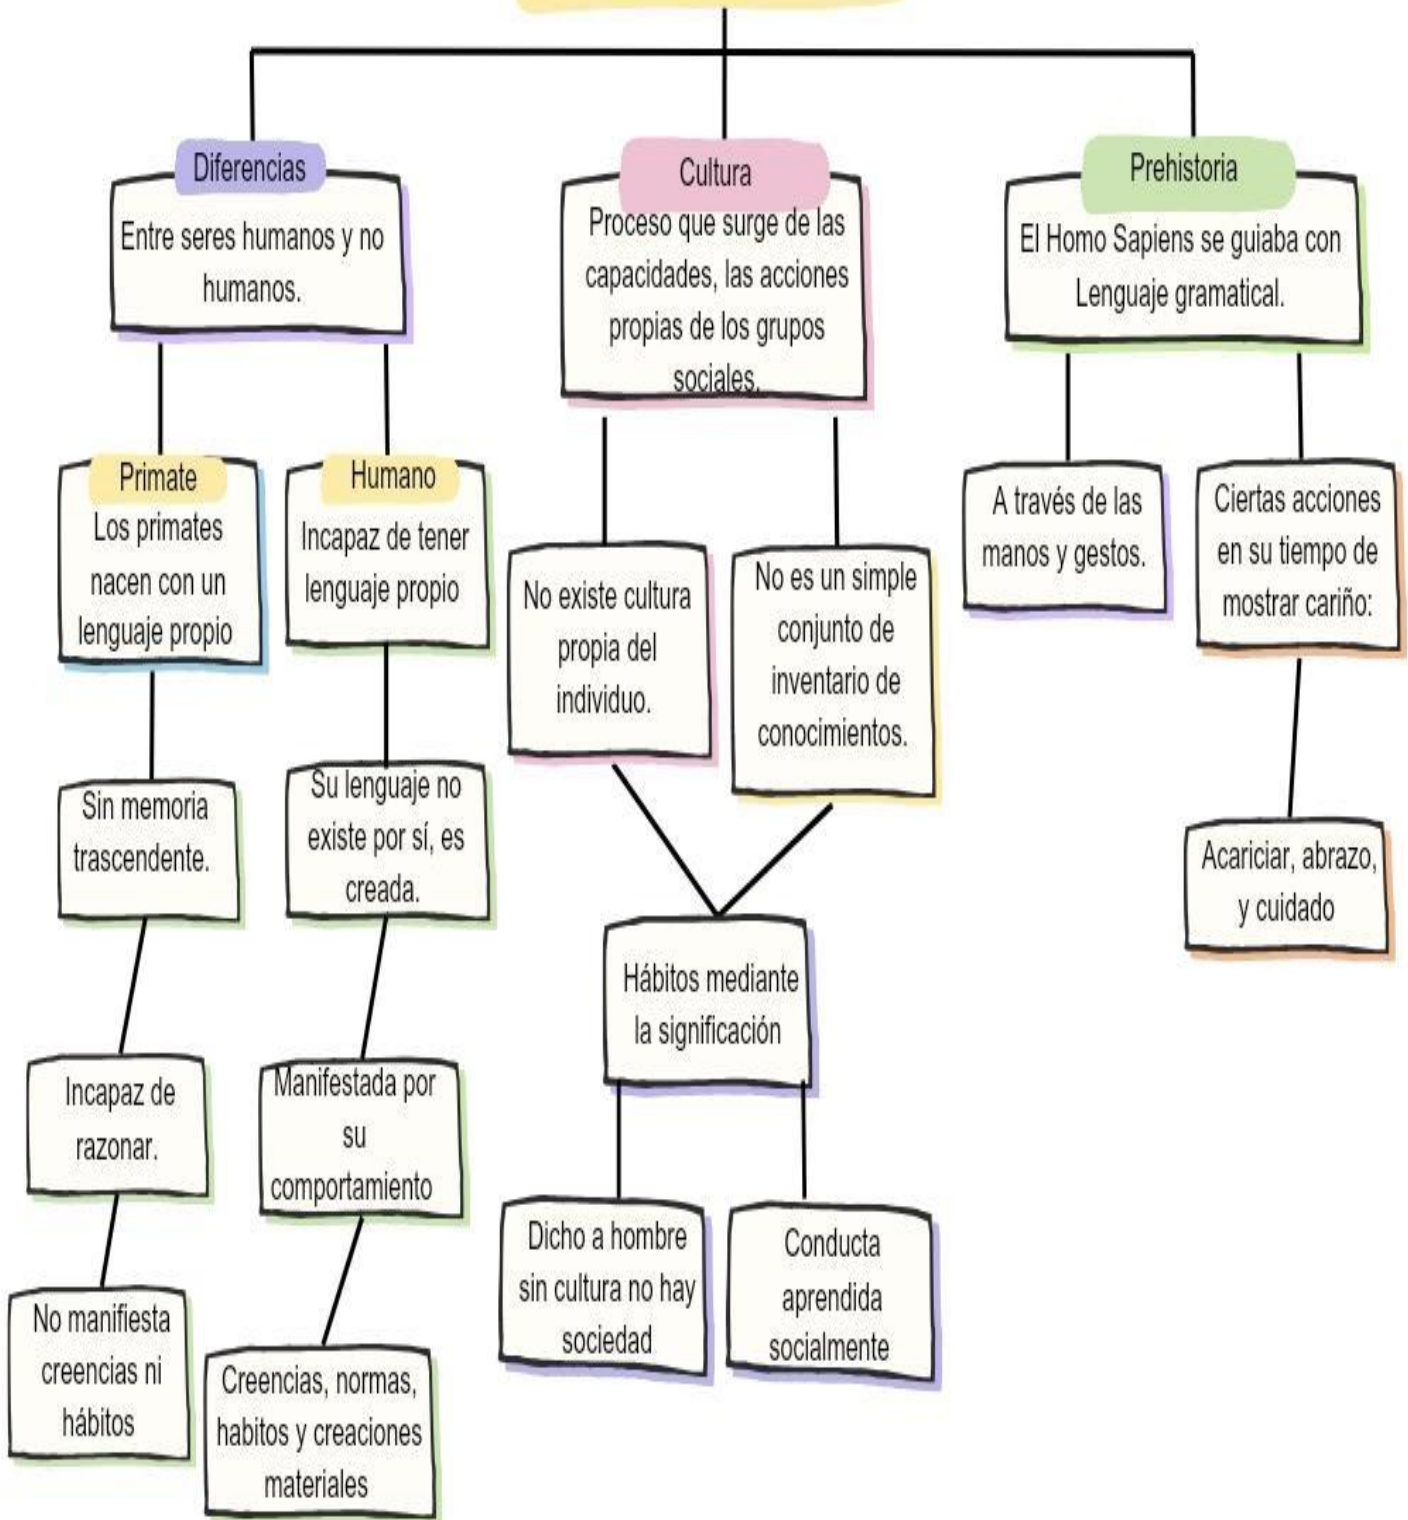 Diferencias
Entre seres humanos y no
humanos.
Primate
Los primates
nacen con un
lenguaje propio
Sin memoria
trascendente.
Incapaz de
razonar.
No manifiesta
creencias ni
hábitos
Humano
Incapaz de tener
lenguaje propio
Su lenguaje no
existe por sí, es
creada.
Manifestada por
su
comportamiento
Creencias, normas,
habitos y creaciones
materiales
Cultura
Proceso que surge de las
capacidades, las acciones
propias de los grupos
sociales.
No existe cultura
propia del
individuo.
No es un simple
conjunto de
inventario de
conocimientos.
Hábitos mediante
la significación
Dicho a hombre
sin cultura no hay
sociedad
Conducta
aprendida
socialmente
Prehistoria
El Homo Sapiens se guiaba con
Lenguaje gramatical.
A través de las
manos y gestos.
Ciertas acciones
en su tiempo de
mostrar cariño:
Acariciar, abrazo,
y cuidado